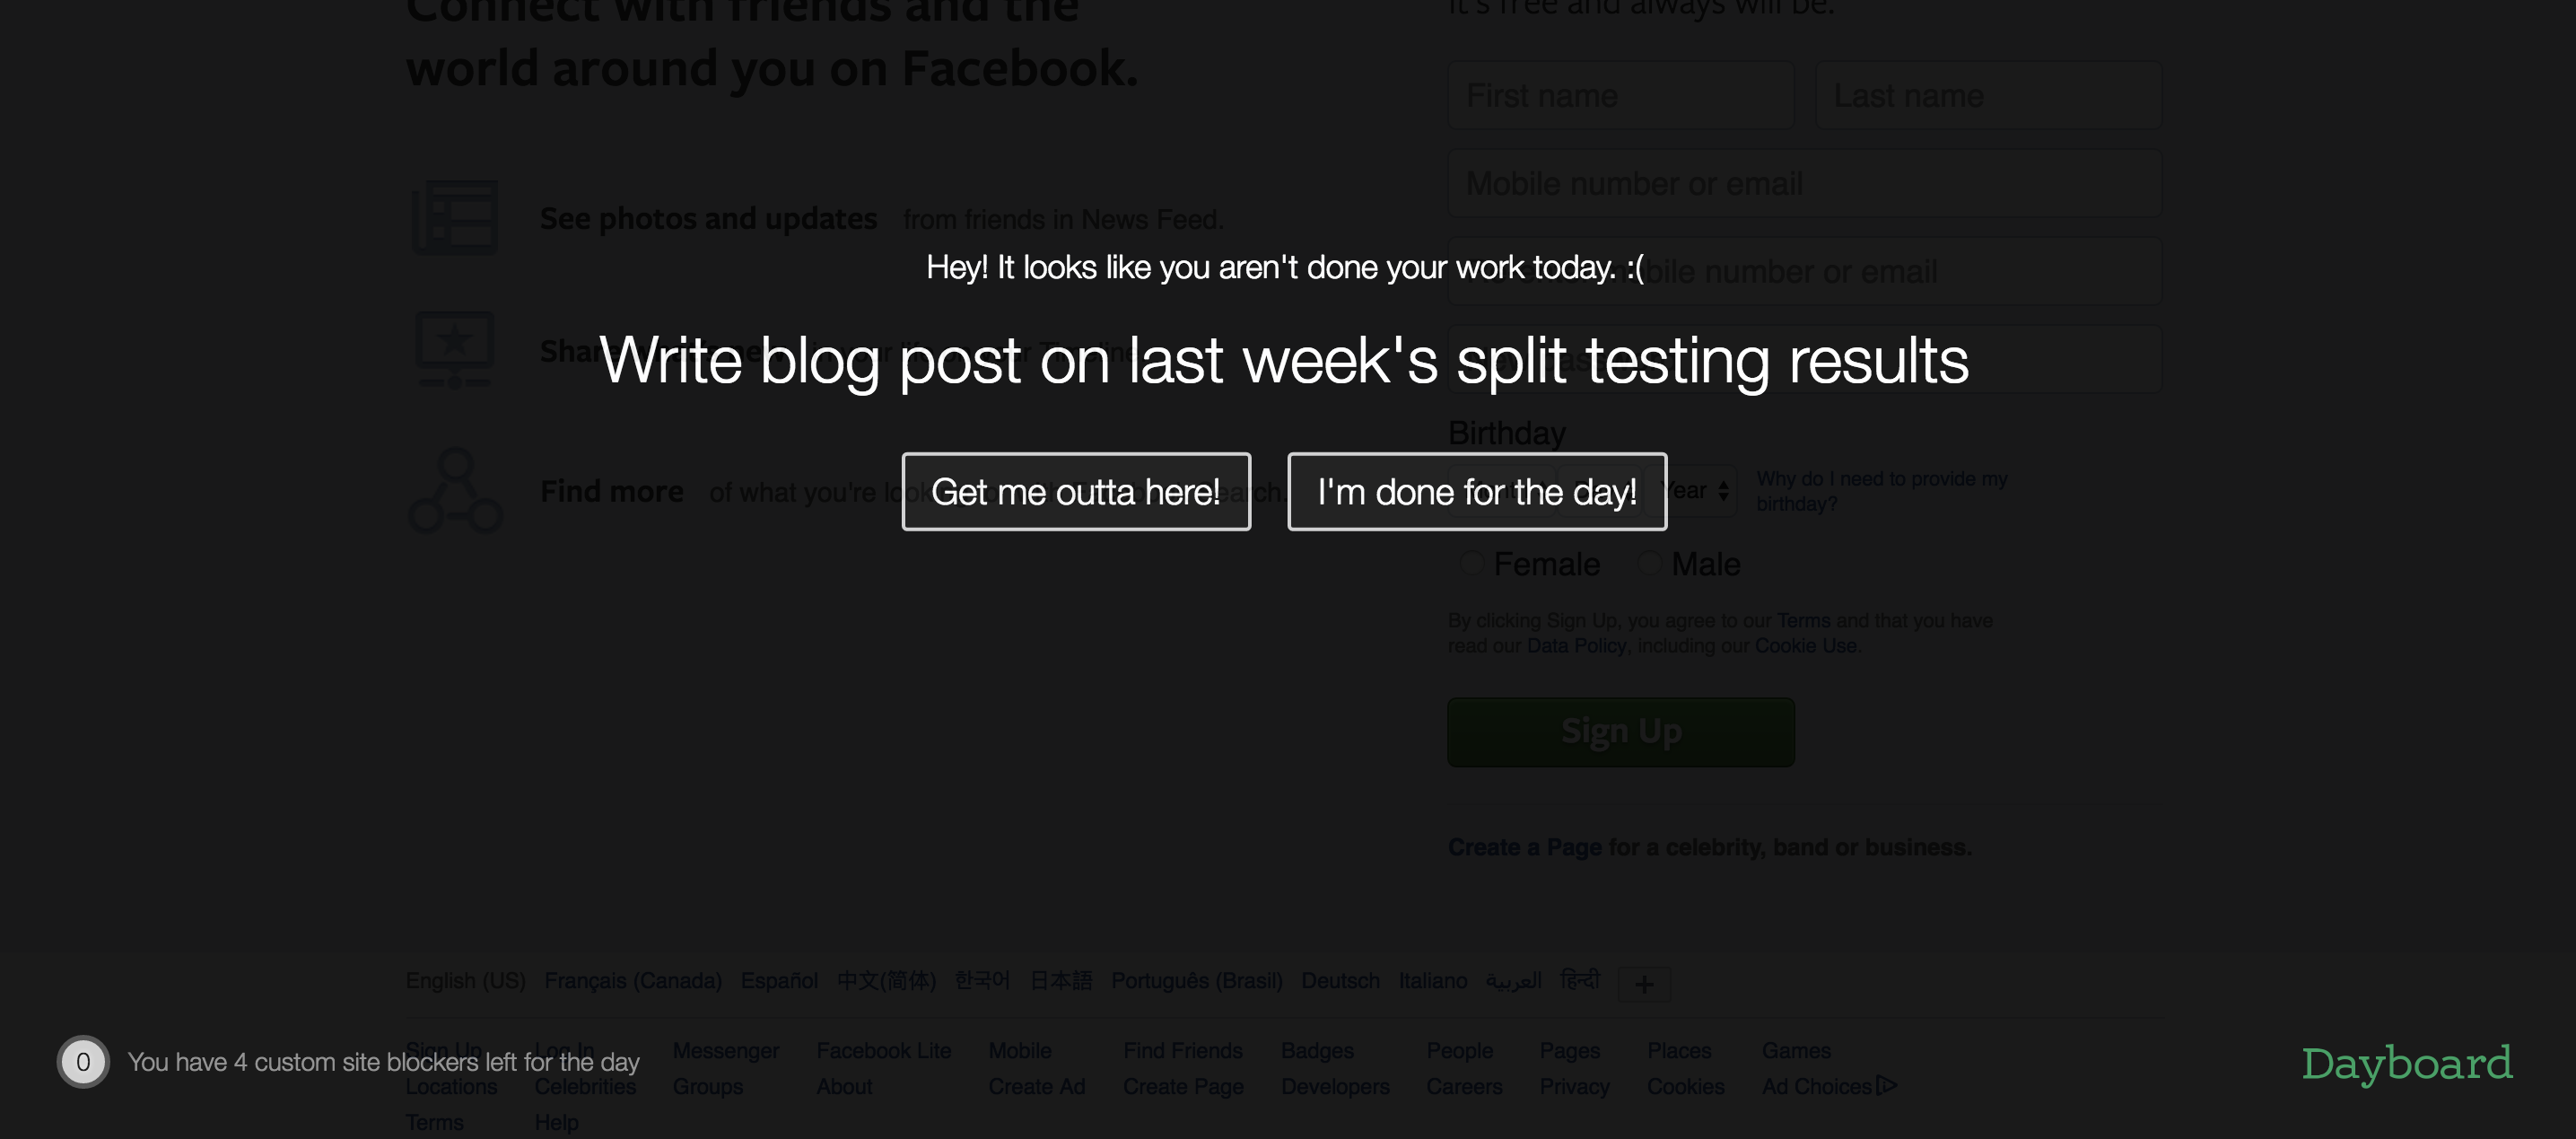 Connect with friends and the
world around you on Facebook.
See photos and updates from friends in News Feed.
Find more of what you're
It's free and always will be.
First name
Last name
Mobile number or email
mobile number or email
Hey! It looks like you aren't done your work today. :(
Write blog post on last week's split testing results
Get me outta here!
I'm done for the day!
Birthday
Year
Why do I need to provide my
birthday?
Female
Male
By clicking Sign Up, you agree to our Terms and that you have
read our Data Policy, including our Cookie Use.
Sign Up
Create a Page for a celebrity, band or business.
English (US) Français (Canada) Español 中文(简体) 한국어 日本語 Português (Brasil) Deutsch Italiano العربية हिन्दी +
0
You have 4 custom site blockers left for the day
Sign Up Log In Messenger Facebook Lite Mobile Find Friends Badges People Pages Places Games
Locations Celebrities Groups About Create Ad Create Page Developers Careers Privacy Cookies Ad Choices
Terms Help
Dayboard